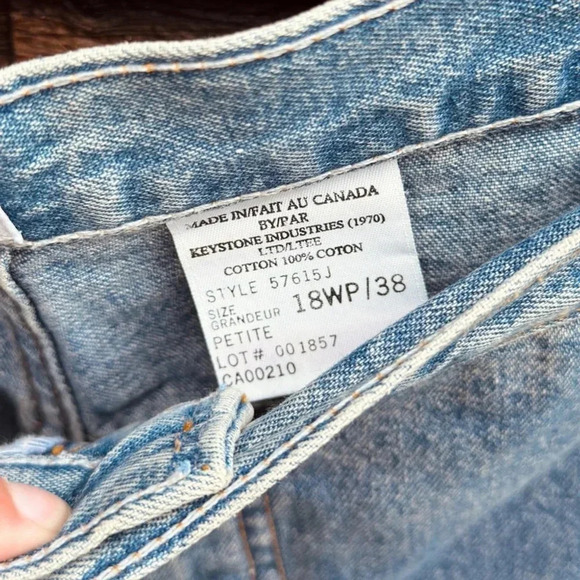 MADE IN/FAIT AU CANADA
BY/PAR
KEYSTONE INDUSTRIES (1970)
LTD/LTEE
COTTON 100% COTON
STYLE 57615J
SIZE
GRANDEUR 18WP/38
PETITE
LOT# 001857
CA00210